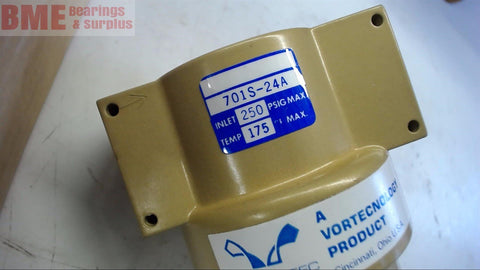 BME Bearings
& Surplus
701S-24A
INLET 250 PSIG MAX
TEMP 175 °F MAX.
A
VORTECNOLOGY
PRODUCT
Cincinnati, Ohio U.S.A.